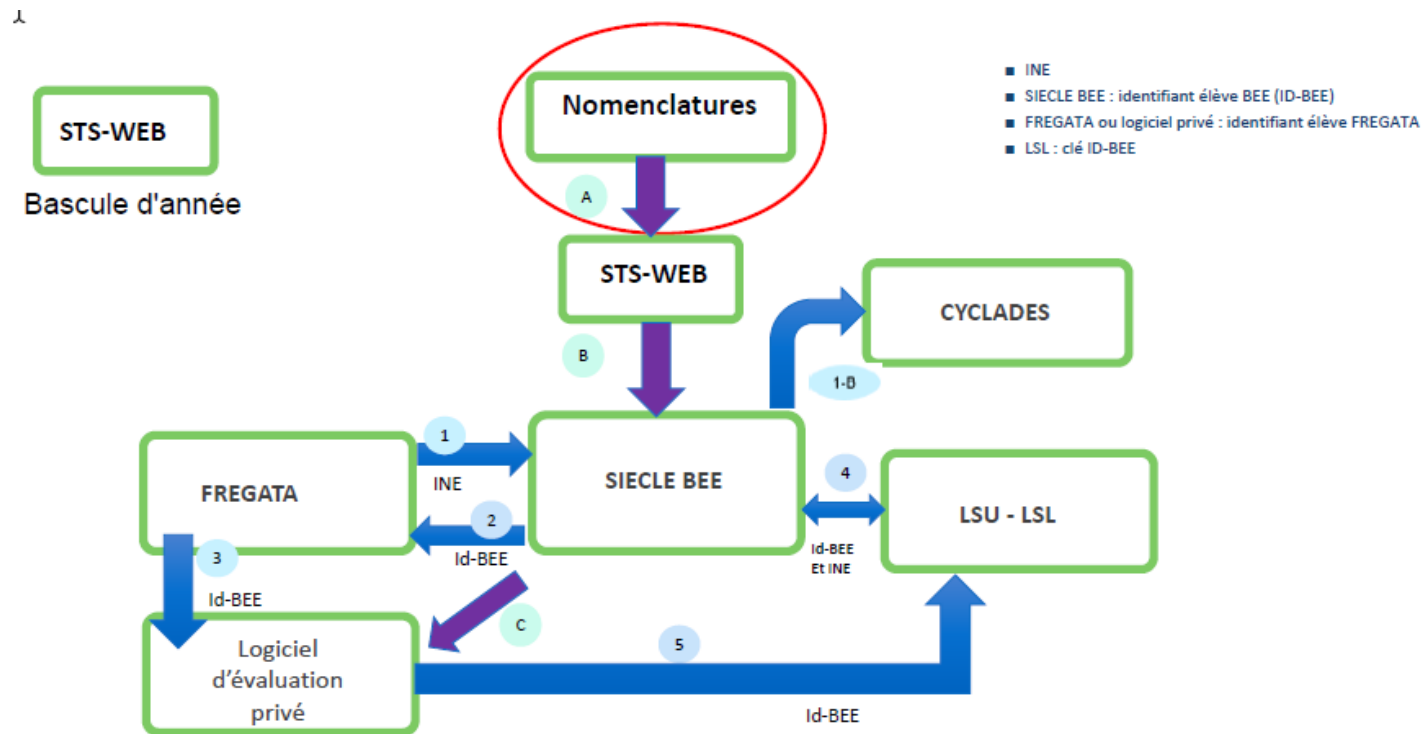 STS-WEB
Bascule d'année
Nomenclatures
A
STS-WEB
B
■ INE
■ SIECLE BEE : identifiant élève BEE (ID-BEE)
■ FREGATA ou logiciel privé : identifiant élève FREGATA
■ LSL : clé ID-BEE
CYCLADES
1-B
FREGATA
1
INE
2
Id-BEE
SIECLE BEE
4
Id-BEE
Et INE
LSU - LSL
3
Id-BEE
C
Logiciel
d'évaluation
privé
5
Id-BEE